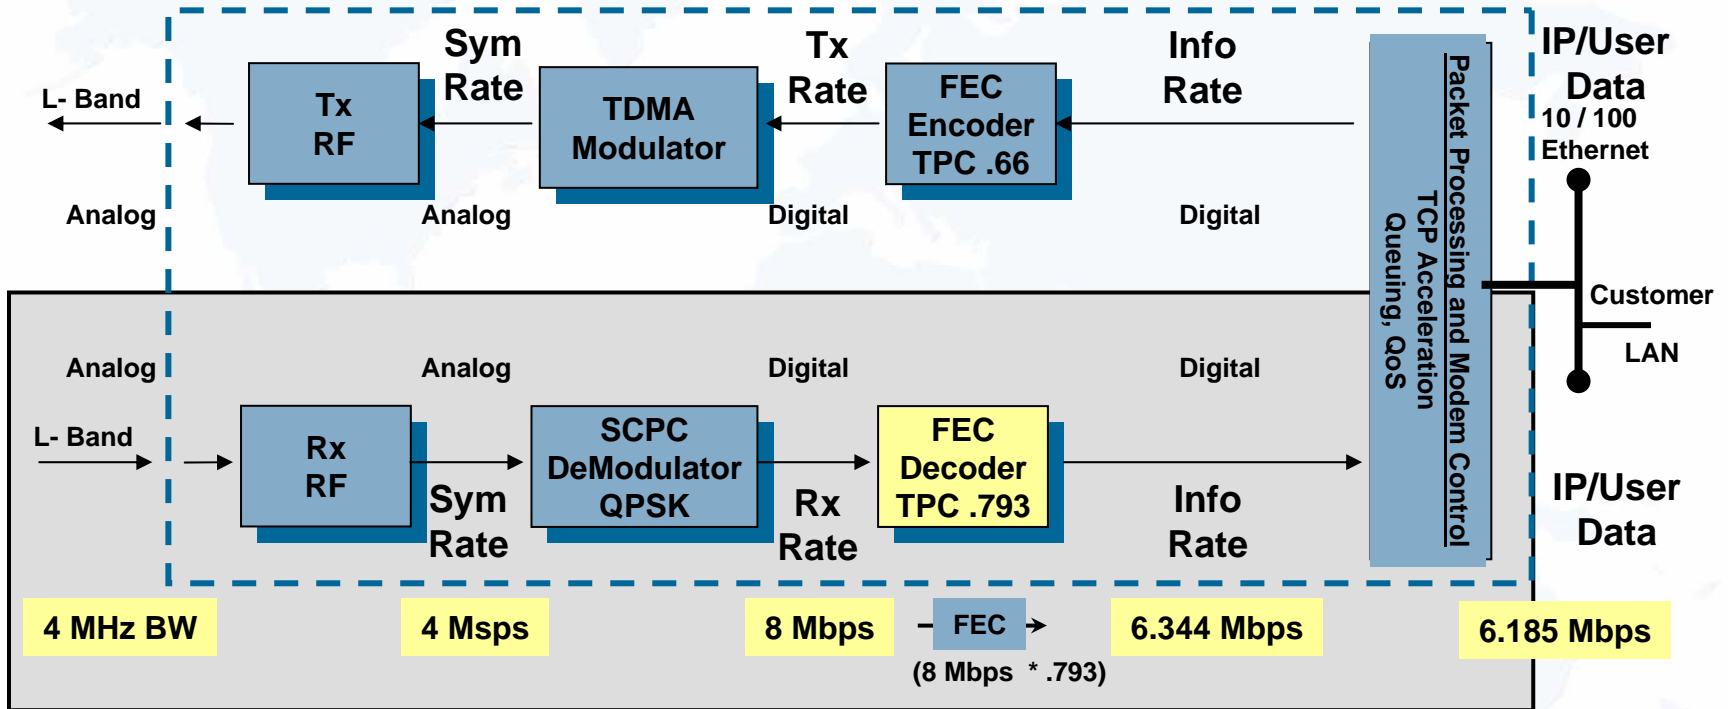 Sym
Rate
Tx
Rate
Info
Rate
IP/User
Data
10 / 100
Ethernet
L- Band
Tx
RF
TDMA
Modulator
FEC
Encoder
TPC .66
Packet Processing and Modem Control
TCP Acceleration
Queuing, QoS
Analog
Analog
Digital
Digital
Customer
LAN
Analog
Analog
Digital
Digital
L- Band
Rx
RF
Sym
Rate
SCPC
DeModulator
QPSK
Rx
Rate
FEC
Decoder
TPC .793
Info
Rate
IP/User
Data
4 MHz BW
4 Msps
8 Mbps
FEC
6.344 Mbps
6.185 Mbps
(8 Mbps * .793)